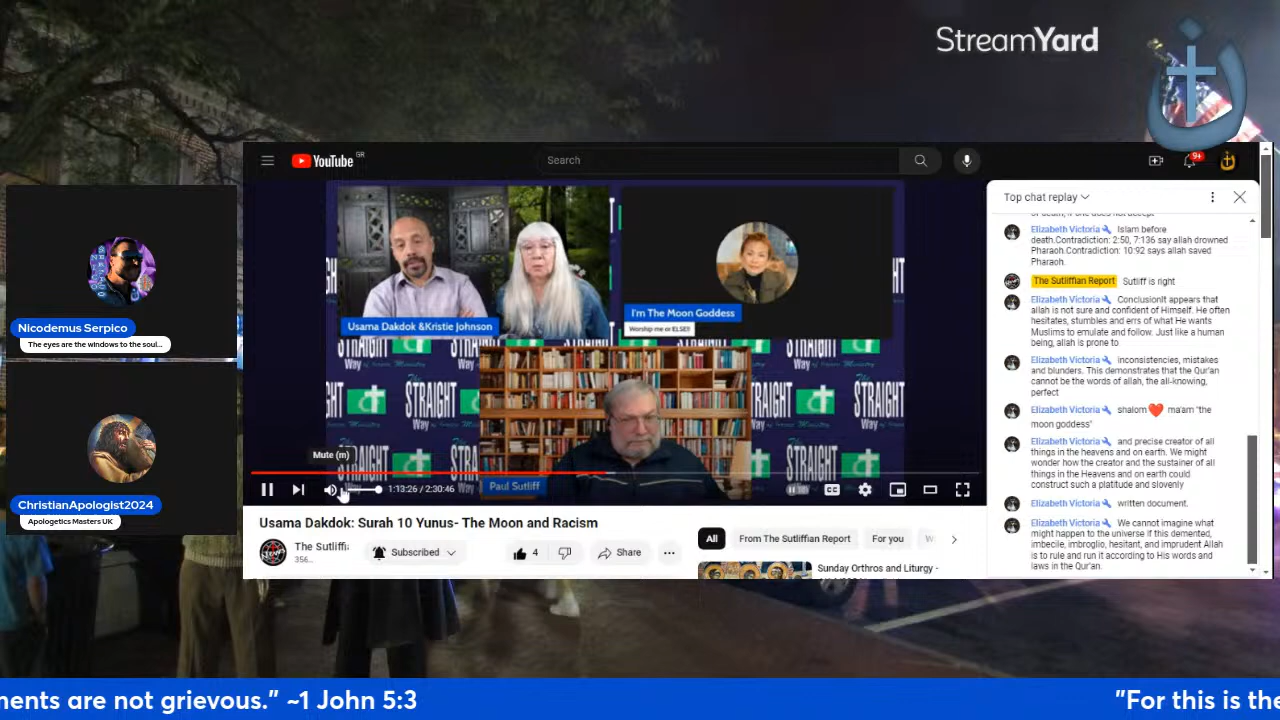 StreamYard
YouTube GR
Search
9+
Nicodemus Serpico
The eyes are the windows to the soul...
ChristianApologist2024
Apologetics Masters UK
Usama Dakdok &Kristie Johnson
I'm The Moon Goddess
Worship me or ELSE!!
The
STRAIGHT
Way of Grace Ministry
Paul Sutliff
Mute (m)
1:13:26 / 2:30:46
CC
Usama Dakdok: Surah 10 Yunus- The Moon and Racism
The Sutliffi
356...
Subscribed
4
Share
All
From The Sutliffian Report
For you
Sunday Orthros and Liturgy -
Top chat replay
Elizabeth Victoria Islam before
death.Contradiction: 2:50, 7:136 say allah drowned
Pharaoh.Contradiction: 10:92 says allah saved
Pharaoh.
The Sutliffian Report Sutliff is right
Elizabeth Victoria ConclusionIt appears that
allah is not sure and confident of Himself. He often
hesitates, stumbles and errs of what He wants
Muslims to emulate and follow. Just like a human
being, allah is prone to
Elizabeth Victoria inconsistencies, mistakes
and blunders. This demonstrates that the Qur'an
cannot be the words of allah, the all-knowing,
perfect
Elizabeth Victoria shalom❤️ ma'am "the
moon goddess"
Elizabeth Victoria and precise creator of all
things in the heavens and on earth. We might
wonder how the creator and the sustainer of all
things in the Heavens and on earth could
construct such a platitude and slovenly
Elizabeth Victoria written document.
Elizabeth Victoria We cannot imagine what
might happen to the universe if this demented,
imbecile, imbroglio, hesitant, and imprudent Allah
is to rule and run it according to His words and
laws in the Qur'an.
ments are not grievous." ~1 John 5:3
"For this is the